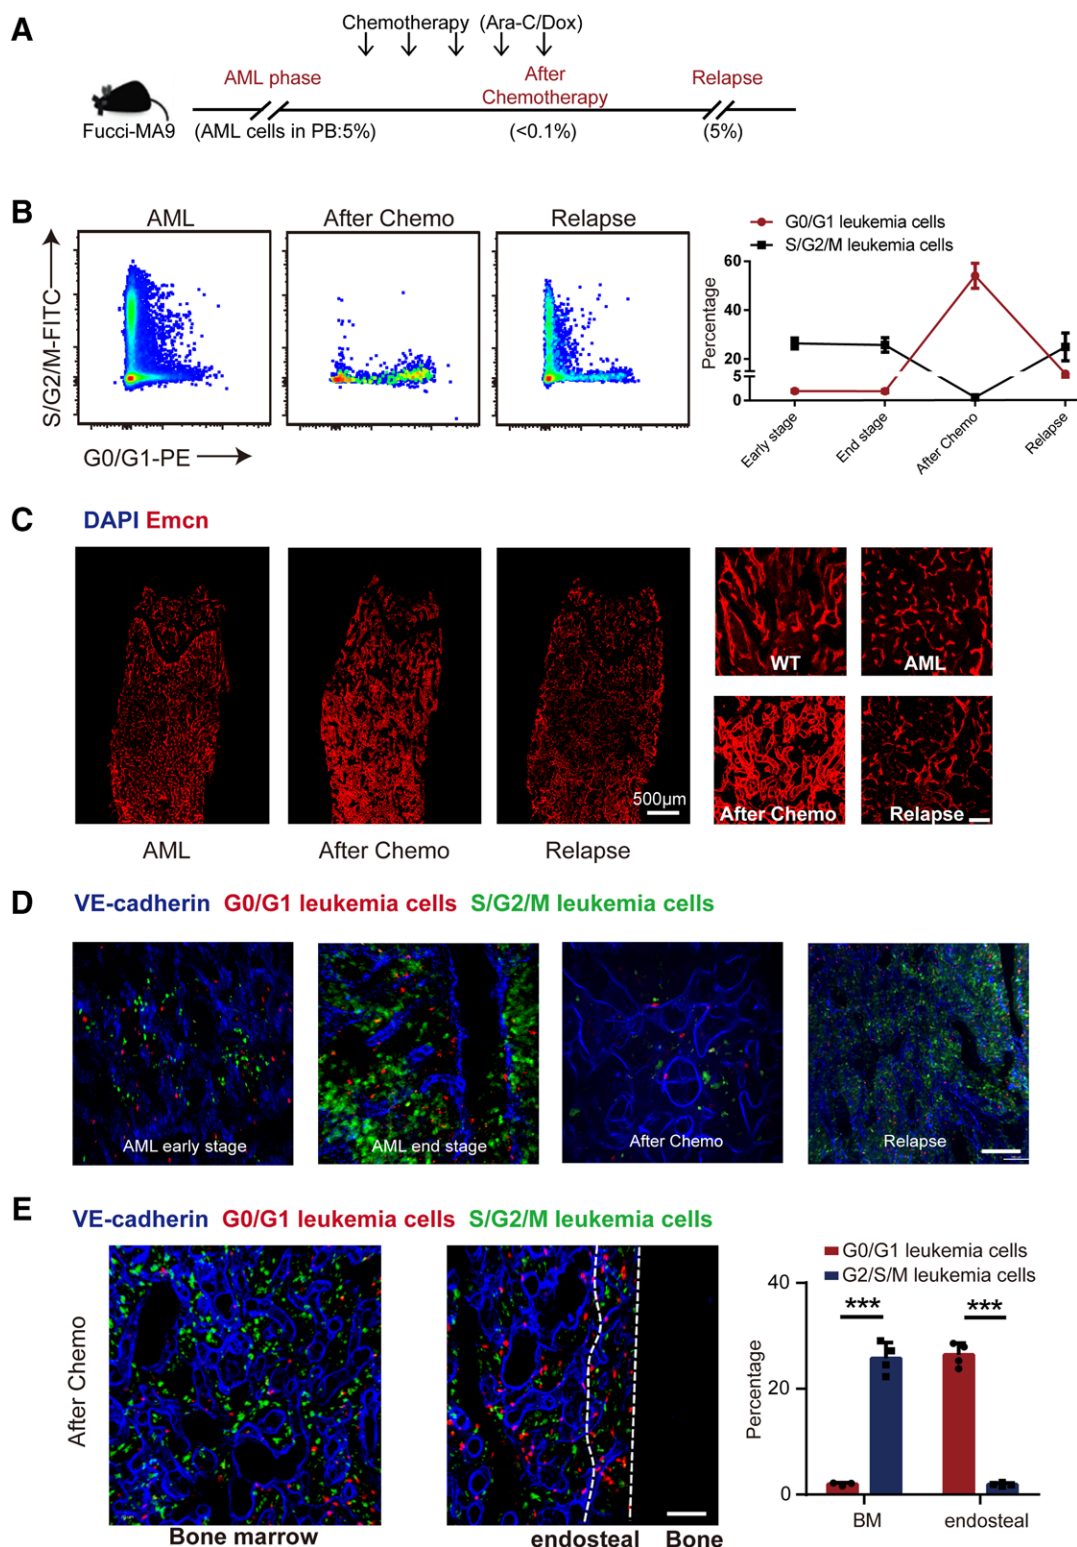 A
Chemotherapy (Ara-C/Dox)
AML phase
After
Chemotherapy
Relapse
Fucci-MA9
(AML cells in PB:5%)
(<0.1%)
(5%)
B
AML
After Chemo
Relapse
S/G2/M-FITC
G0/G1-PE
G0/G1 leukemia cells
S/G2/M leukemia cells
Percentage
60
40
20
5
0
Early stage
End stage
After Chemo
Relapse
C
DAPI Emcn
500μm
AML
After Chemo
Relapse
WT
AML
After Chemo
Relapse
D
VE-cadherin G0/G1 leukemia cells S/G2/M leukemia cells
AML early stage
AML end stage
After Chemo
Relapse
E
VE-cadherin G0/G1 leukemia cells S/G2/M leukemia cells
After Chemo
Bone marrow
endosteal
Bone
G0/G1 leukemia cells
G2/S/M leukemia cells
Percentage
40
20
0
***
***
BM
endosteal